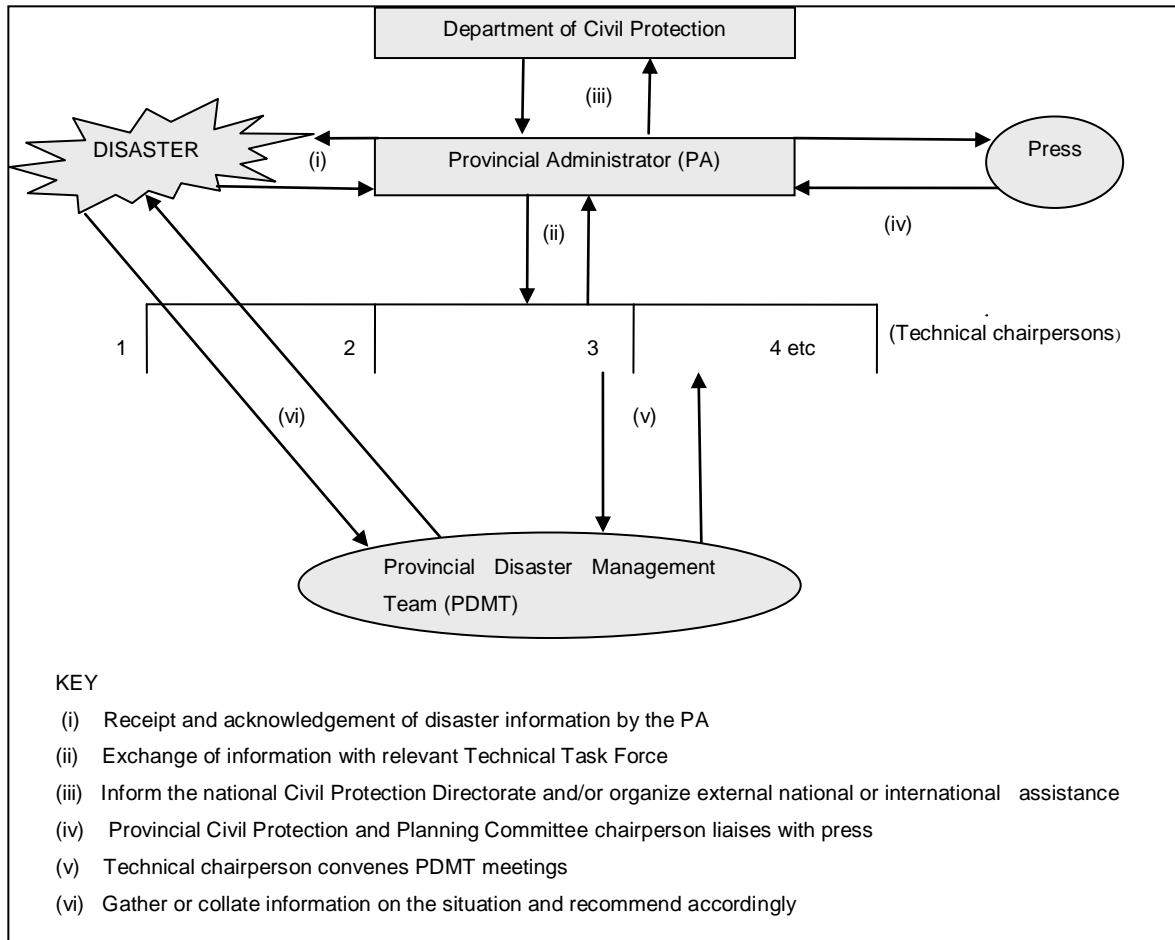 Department of Civil Protection
(iii)
DISASTER
(i)
Provincial Administrator (PA)
Press
(ii)
(iv)
1
2
3
4 etc
(Technical chairpersons)
(vi)
(v)
Provincial Disaster Management
Team (PDMT)
KEY
(i) Receipt and acknowledgement of disaster information by the PA
(ii) Exchange of information with relevant Technical Task Force
(iii) Inform the national Civil Protection Directorate and/or organize external national or international assistance
(iv) Provincial Civil Protection and Planning Committee chairperson liaises with press
(v) Technical chairperson convenes PDMT meetings
(vi) Gather or collate information on the situation and recommend accordingly